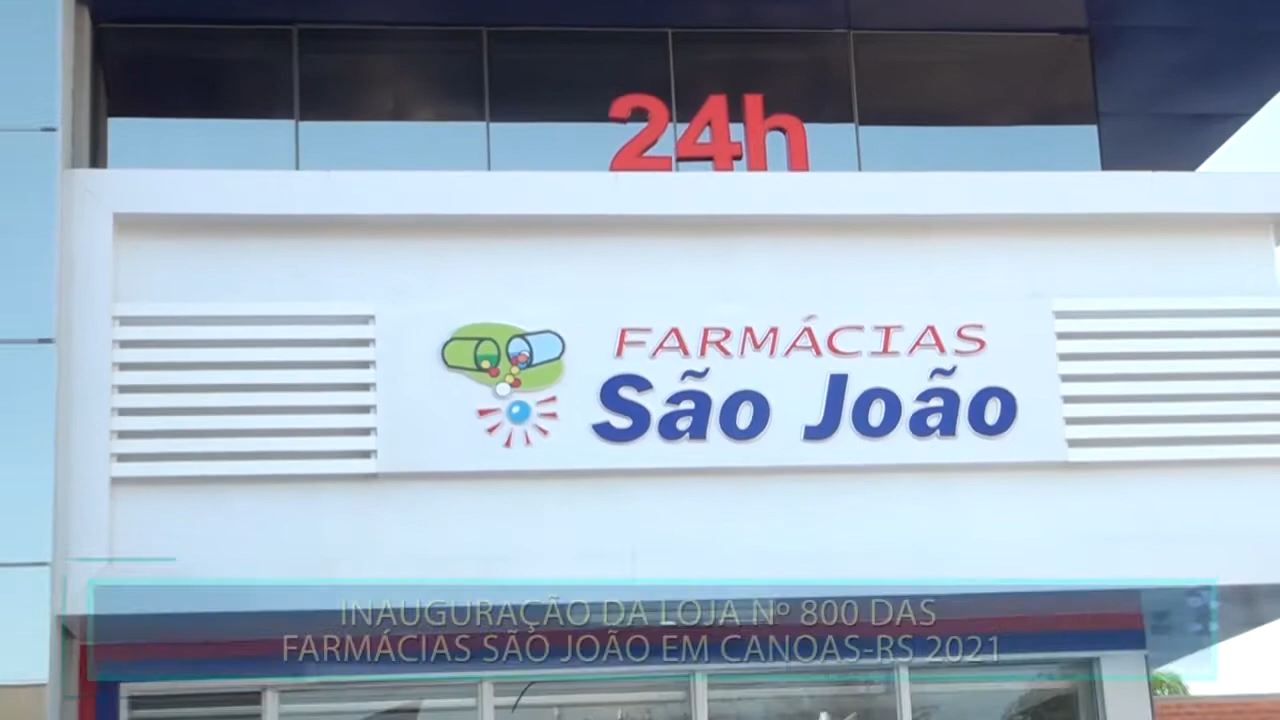 24h
FARMÁCIAS
São João
INAUGURAÇÃO DA LOJA Nº 800 DAS
FARMÁCIAS SÃO JOÃO EM CANOAS-RS 2021